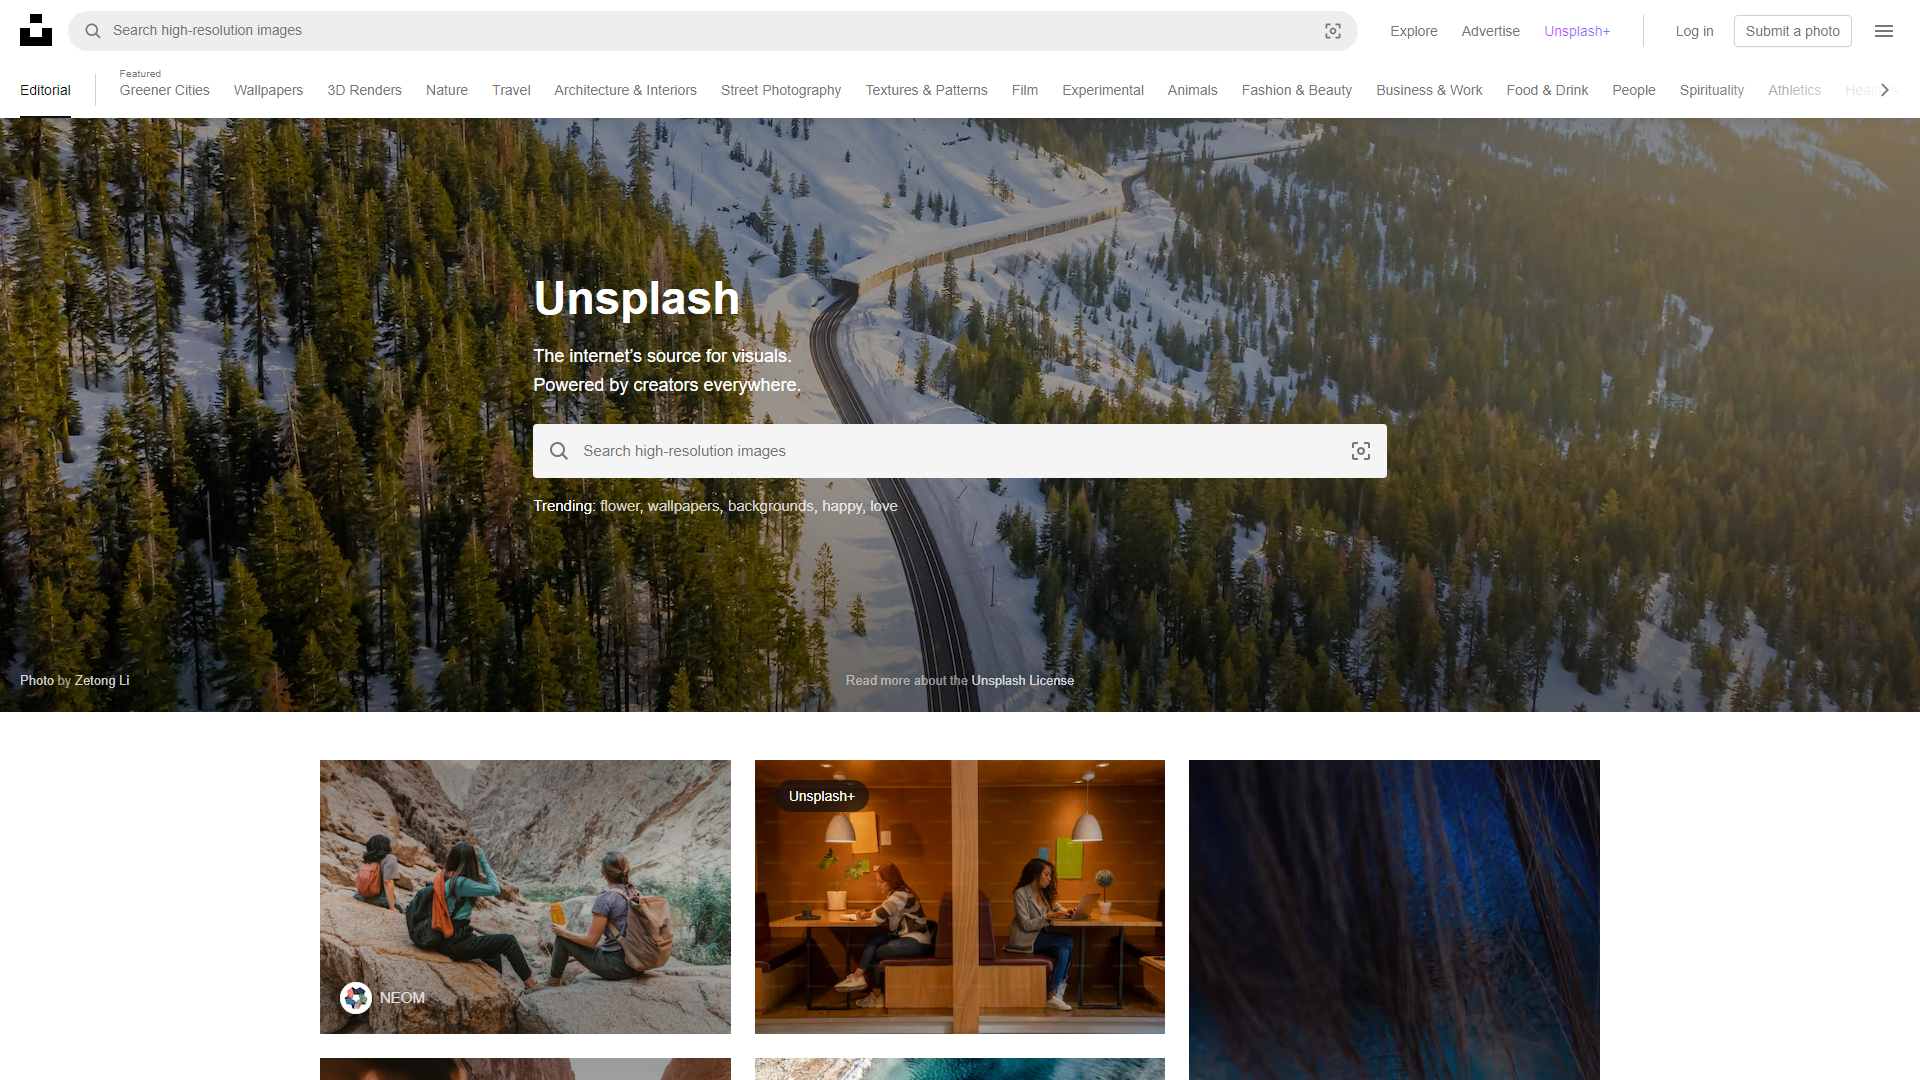 Search high-resolution images
Explore
Advertise
Unsplash+
Log in
Submit a photo
Editorial
Featured
Greener Cities
Wallpapers
3D Renders
Nature
Travel
Architecture & Interiors
Street Photography
Textures & Patterns
Film
Experimental
Animals
Fashion & Beauty
Business & Work
Food & Drink
People
Spirituality
Athletics
Unsplash
The internet’s source for visuals.
Powered by creators everywhere.
Search high-resolution images
Trending: flower, wallpapers, backgrounds, happy, love
Photo by Zetong Li
Read more about the Unsplash License
Unsplash+
NEOM